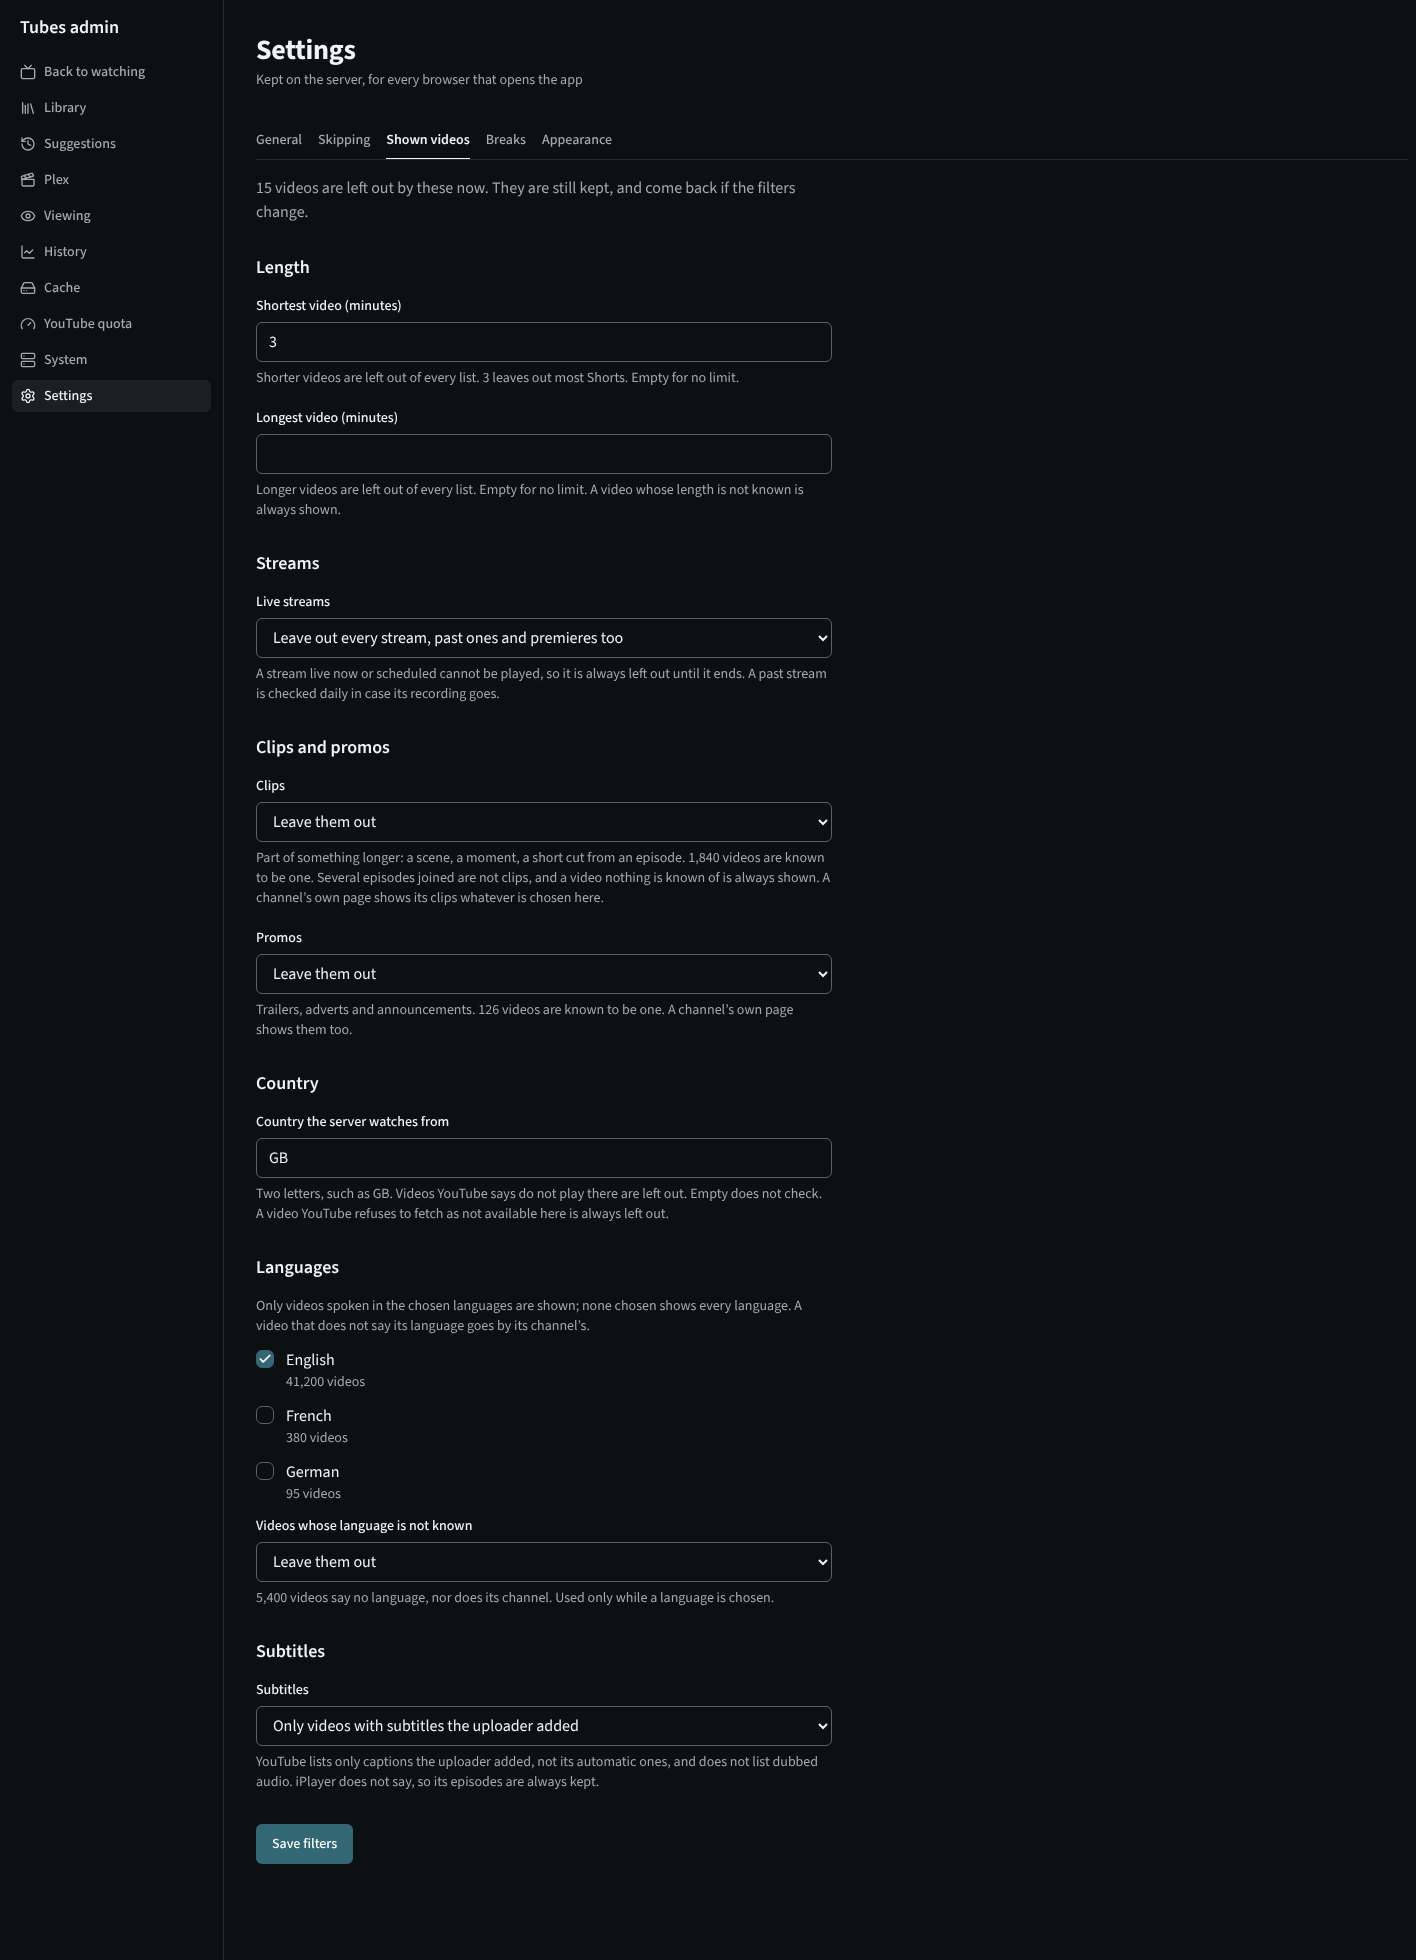 Tubes admin
Back to watching
Library
Suggestions
Plex
Viewing
History
Cache
YouTube quota
System
Settings
Settings
Kept on the server, for every browser that opens the app
General Skipping Shown videos Breaks Appearance
15 videos are left out by these now. They are still kept, and come back if the filters
change.
Length
Shortest video (minutes)
3
Shorter videos are left out of every list. 3 leaves out most Shorts. Empty for no limit.
Longest video (minutes)
Longer videos are left out of every list. Empty for no limit. A video whose length is not known is
always shown.
Streams
Live streams
Leave out every stream, past ones and premieres too
A stream live now or scheduled cannot be played, so it is always left out until it ends. A past stream
is checked daily in case its recording goes.
Clips and promos
Clips
Leave them out
Part of something longer: a scene, a moment, a short cut from an episode. 1,840 videos are known
to be one. Several episodes joined are not clips, and a video nothing is known of is always shown. A
channel’s own page shows its clips whatever is chosen here.
Promos
Leave them out
Trailers, adverts and announcements. 126 videos are known to be one. A channel’s own page
shows them too.
Country
Country the server watches from
GB
Two letters, such as GB. Videos YouTube says do not play there are left out. Empty does not check.
A video YouTube refuses to fetch as not available here is always left out.
Languages
Only videos spoken in the chosen languages are shown; none chosen shows every language. A
video that does not say its language goes by its channel’s.
English
41,200 videos
French
380 videos
German
95 videos
Videos whose language is not known
Leave them out
5,400 videos say no language, nor does its channel. Used only while a language is chosen.
Subtitles
Subtitles
Only videos with subtitles the uploader added
YouTube lists only captions the uploader added, not its automatic ones, and does not list dubbed
audio. iPlayer does not say, so its episodes are always kept.
Save filters